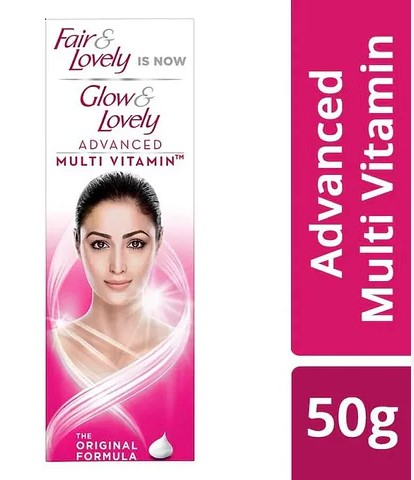 Fair &
Lovely IS NOW
Glow &
Lovely
ADVANCED
MULTI VITAMIN™
THE
ORIGINAL
FORMULA
Advanced
Multi Vitamin
50g